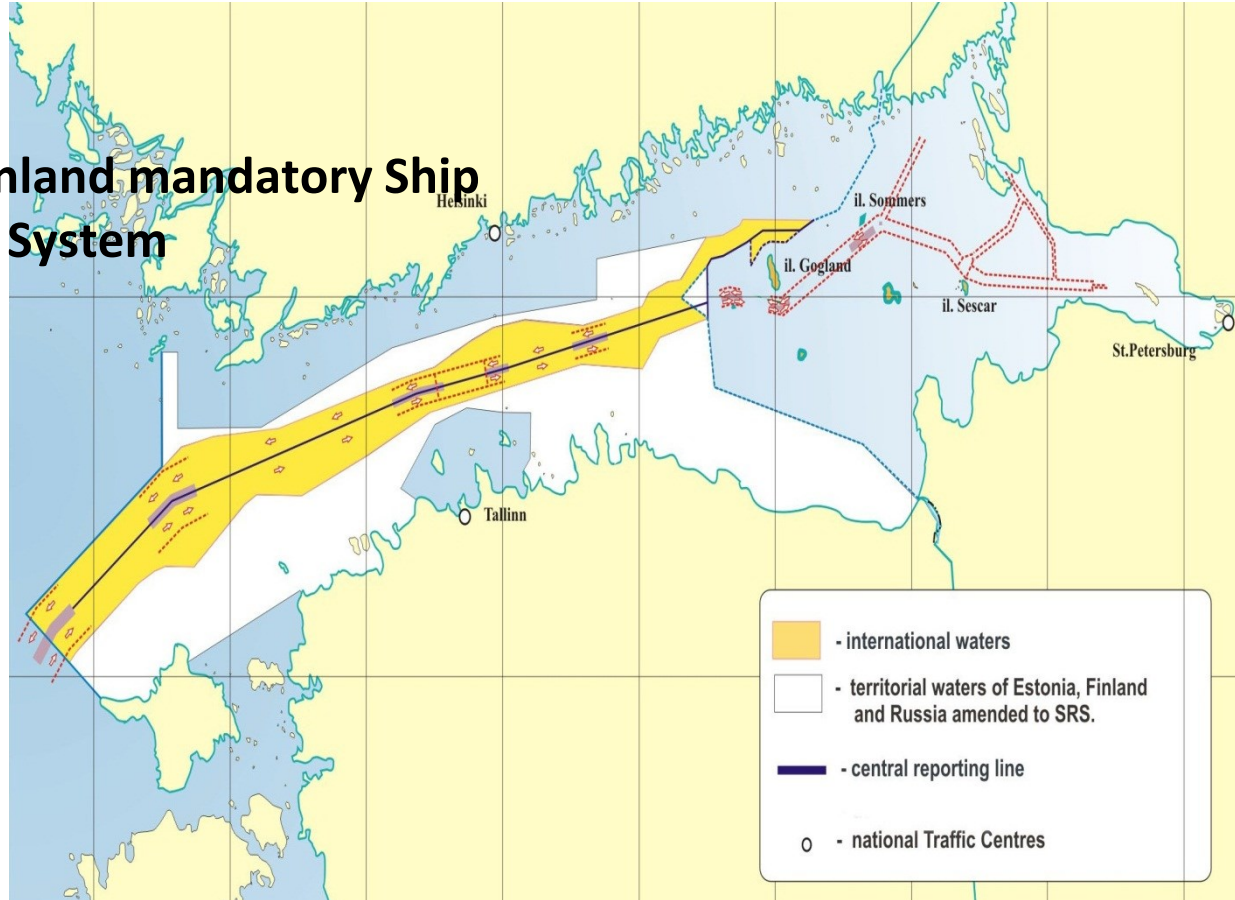 nland mandatory Ship
System
Helsinki
il. Sommers
il. Gogland
il. Sescar
St.Petersburg
Tallinn
- international waters
- territorial waters of Estonia, Finland
and Russia amended to SRS.
- central reporting line
- national Traffic Centres